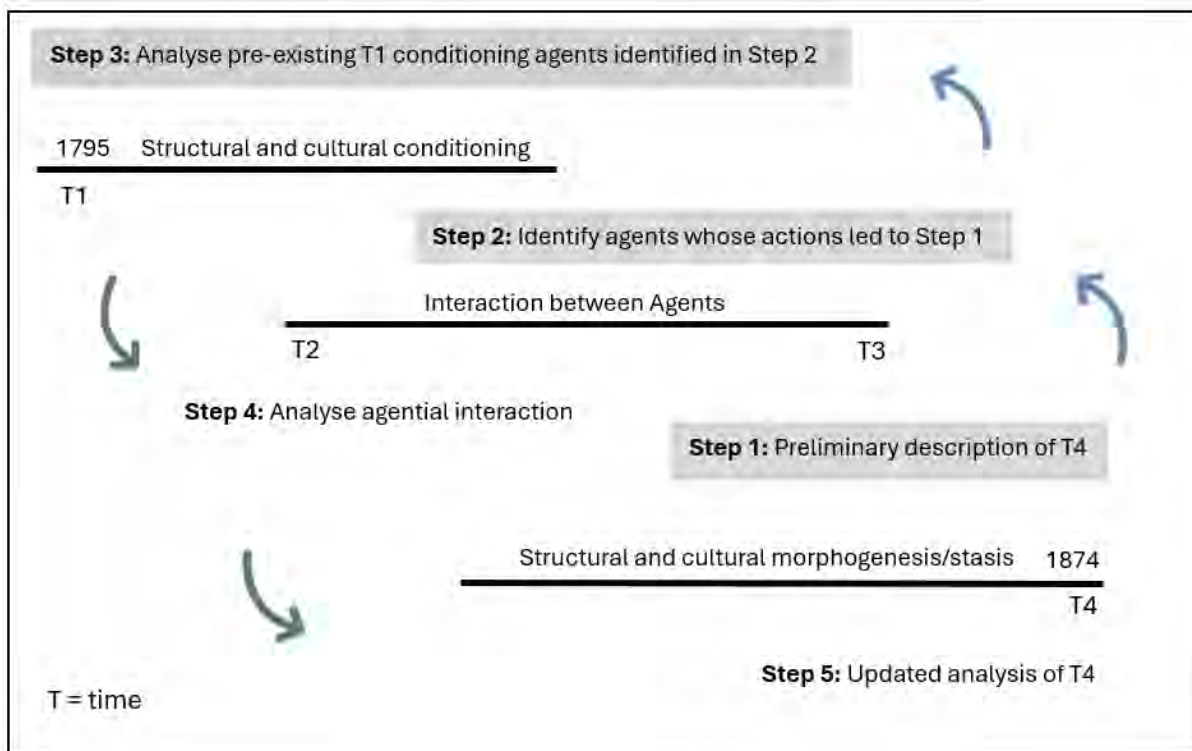 Step 3: Analyse pre-existing T1 conditioning agents identified in Step 2
1795 Structural and cultural conditioning
T1
Step 2: Identify agents whose actions led to Step 1
Interaction between Agents
T2 T3
Step 4: Analyse agential interaction
Step 1: Preliminary description of T4
Structural and cultural morphogenesis/stasis 1874
T4
Step 5: Updated analysis of T4
T = time